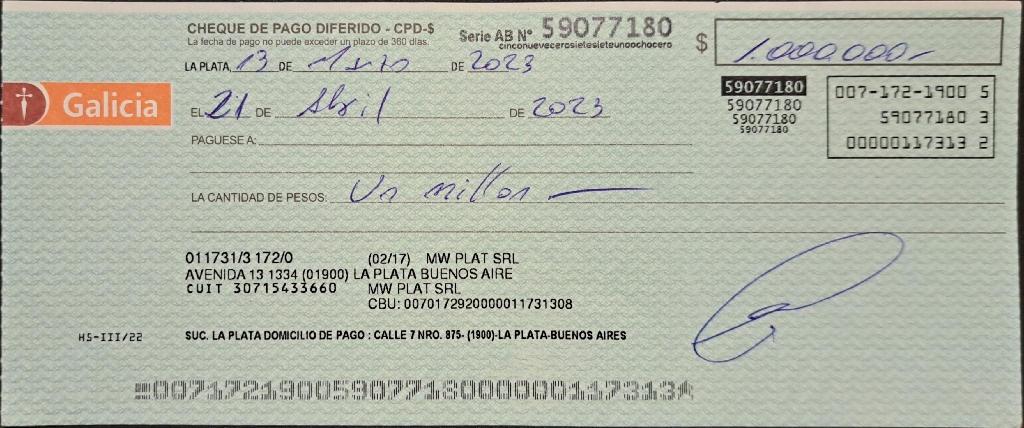 CHEQUE DE PAGO DIFERIDO - CPD-$
La fecha de pago no puede exceder un plazo de 360 días.
Serie AB Nº 59077180
cinconuevecerosietesieteunoochocero
$ 1.000.000.-
LA PLATA, 13 DE Marzo DE 2023
Galicia
EL 21 DE Abril DE 2023
59077180
59077180
59077180
59077180
007-172-1900 5
59077180 3
00000117313 2
PAGUESE A:
LA CANTIDAD DE PESOS: Un millon
011731/3 172/0 (02/17) MW PLAT SRL
AVENIDA 13 1334 (01900) LA PLATA BUENOS AIRE
CUIT 30715433660 MW PLAT SRL
CBU: 0070172920000011731308
HS-III/22
SUC. LA PLATA DOMICILIO DE PAGO : CALLE 7 NRO. 875- (1900)-LA PLATA-BUENOS AIRES
00717219005907718000000117313